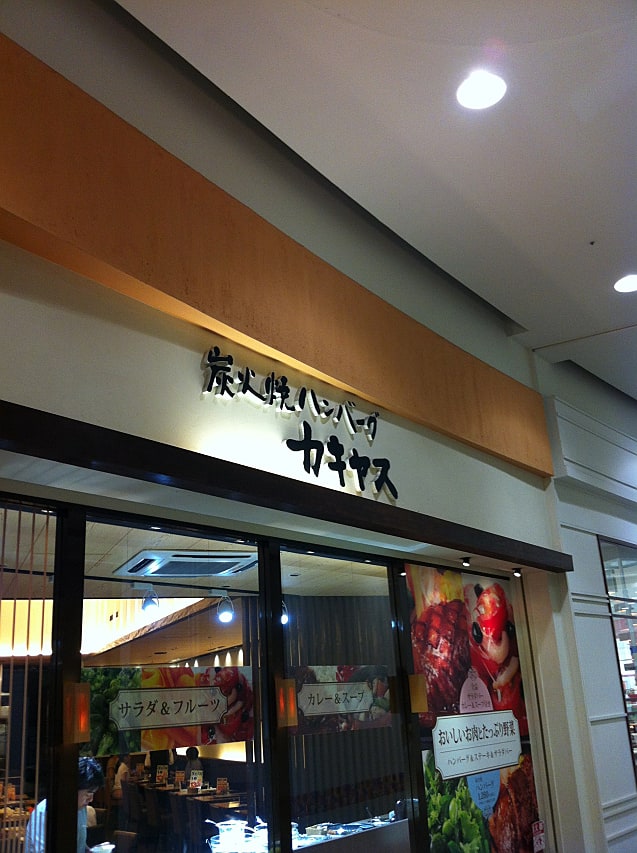 炭火焼ハンバーグ
カキヤス
サラダ＆フルーツ
カレー＆スープ
おいしいお肉とたっぷり野菜
ハンバーグ＆ステーキ＆サラダバー